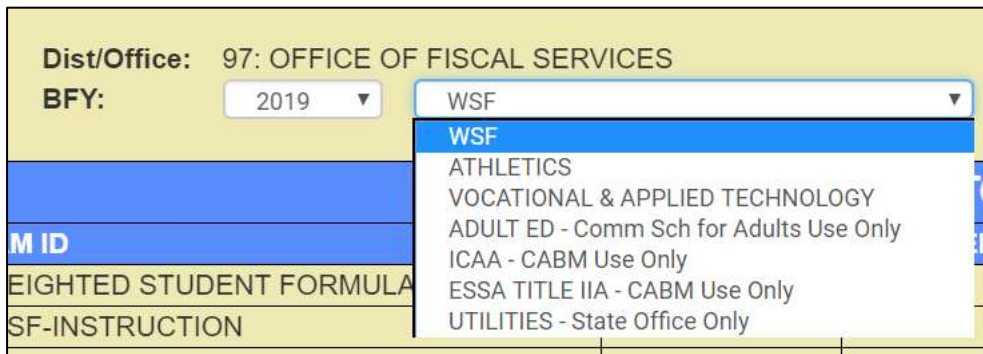 Dist/Office: 97: OFFICE OF FISCAL SERVICES
BFY: 2019 WSF
WSF
ATHLETICS
VOCATIONAL & APPLIED TECHNOLOGY
ADULT ED - Comm Sch for Adults Use Only
M ID
ICAA - CABM Use Only
EIGHTED STUDENT FORMULA
ESSA TITLE IIA - CABM Use Only
SF-INSTRUCTION
UTILITIES - State Office Only